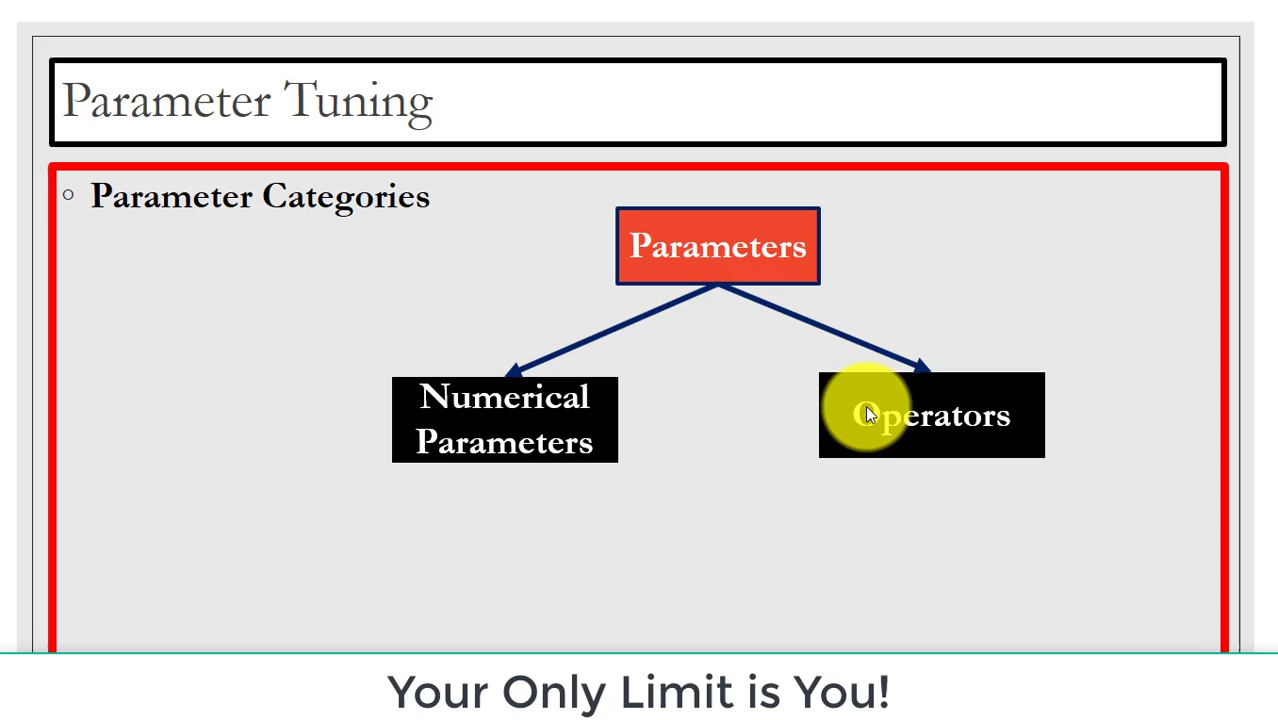 Parameter Tuning
Parameter Categories
Parameters
Numerical
Parameters
Operators
Your Only Limit is You!